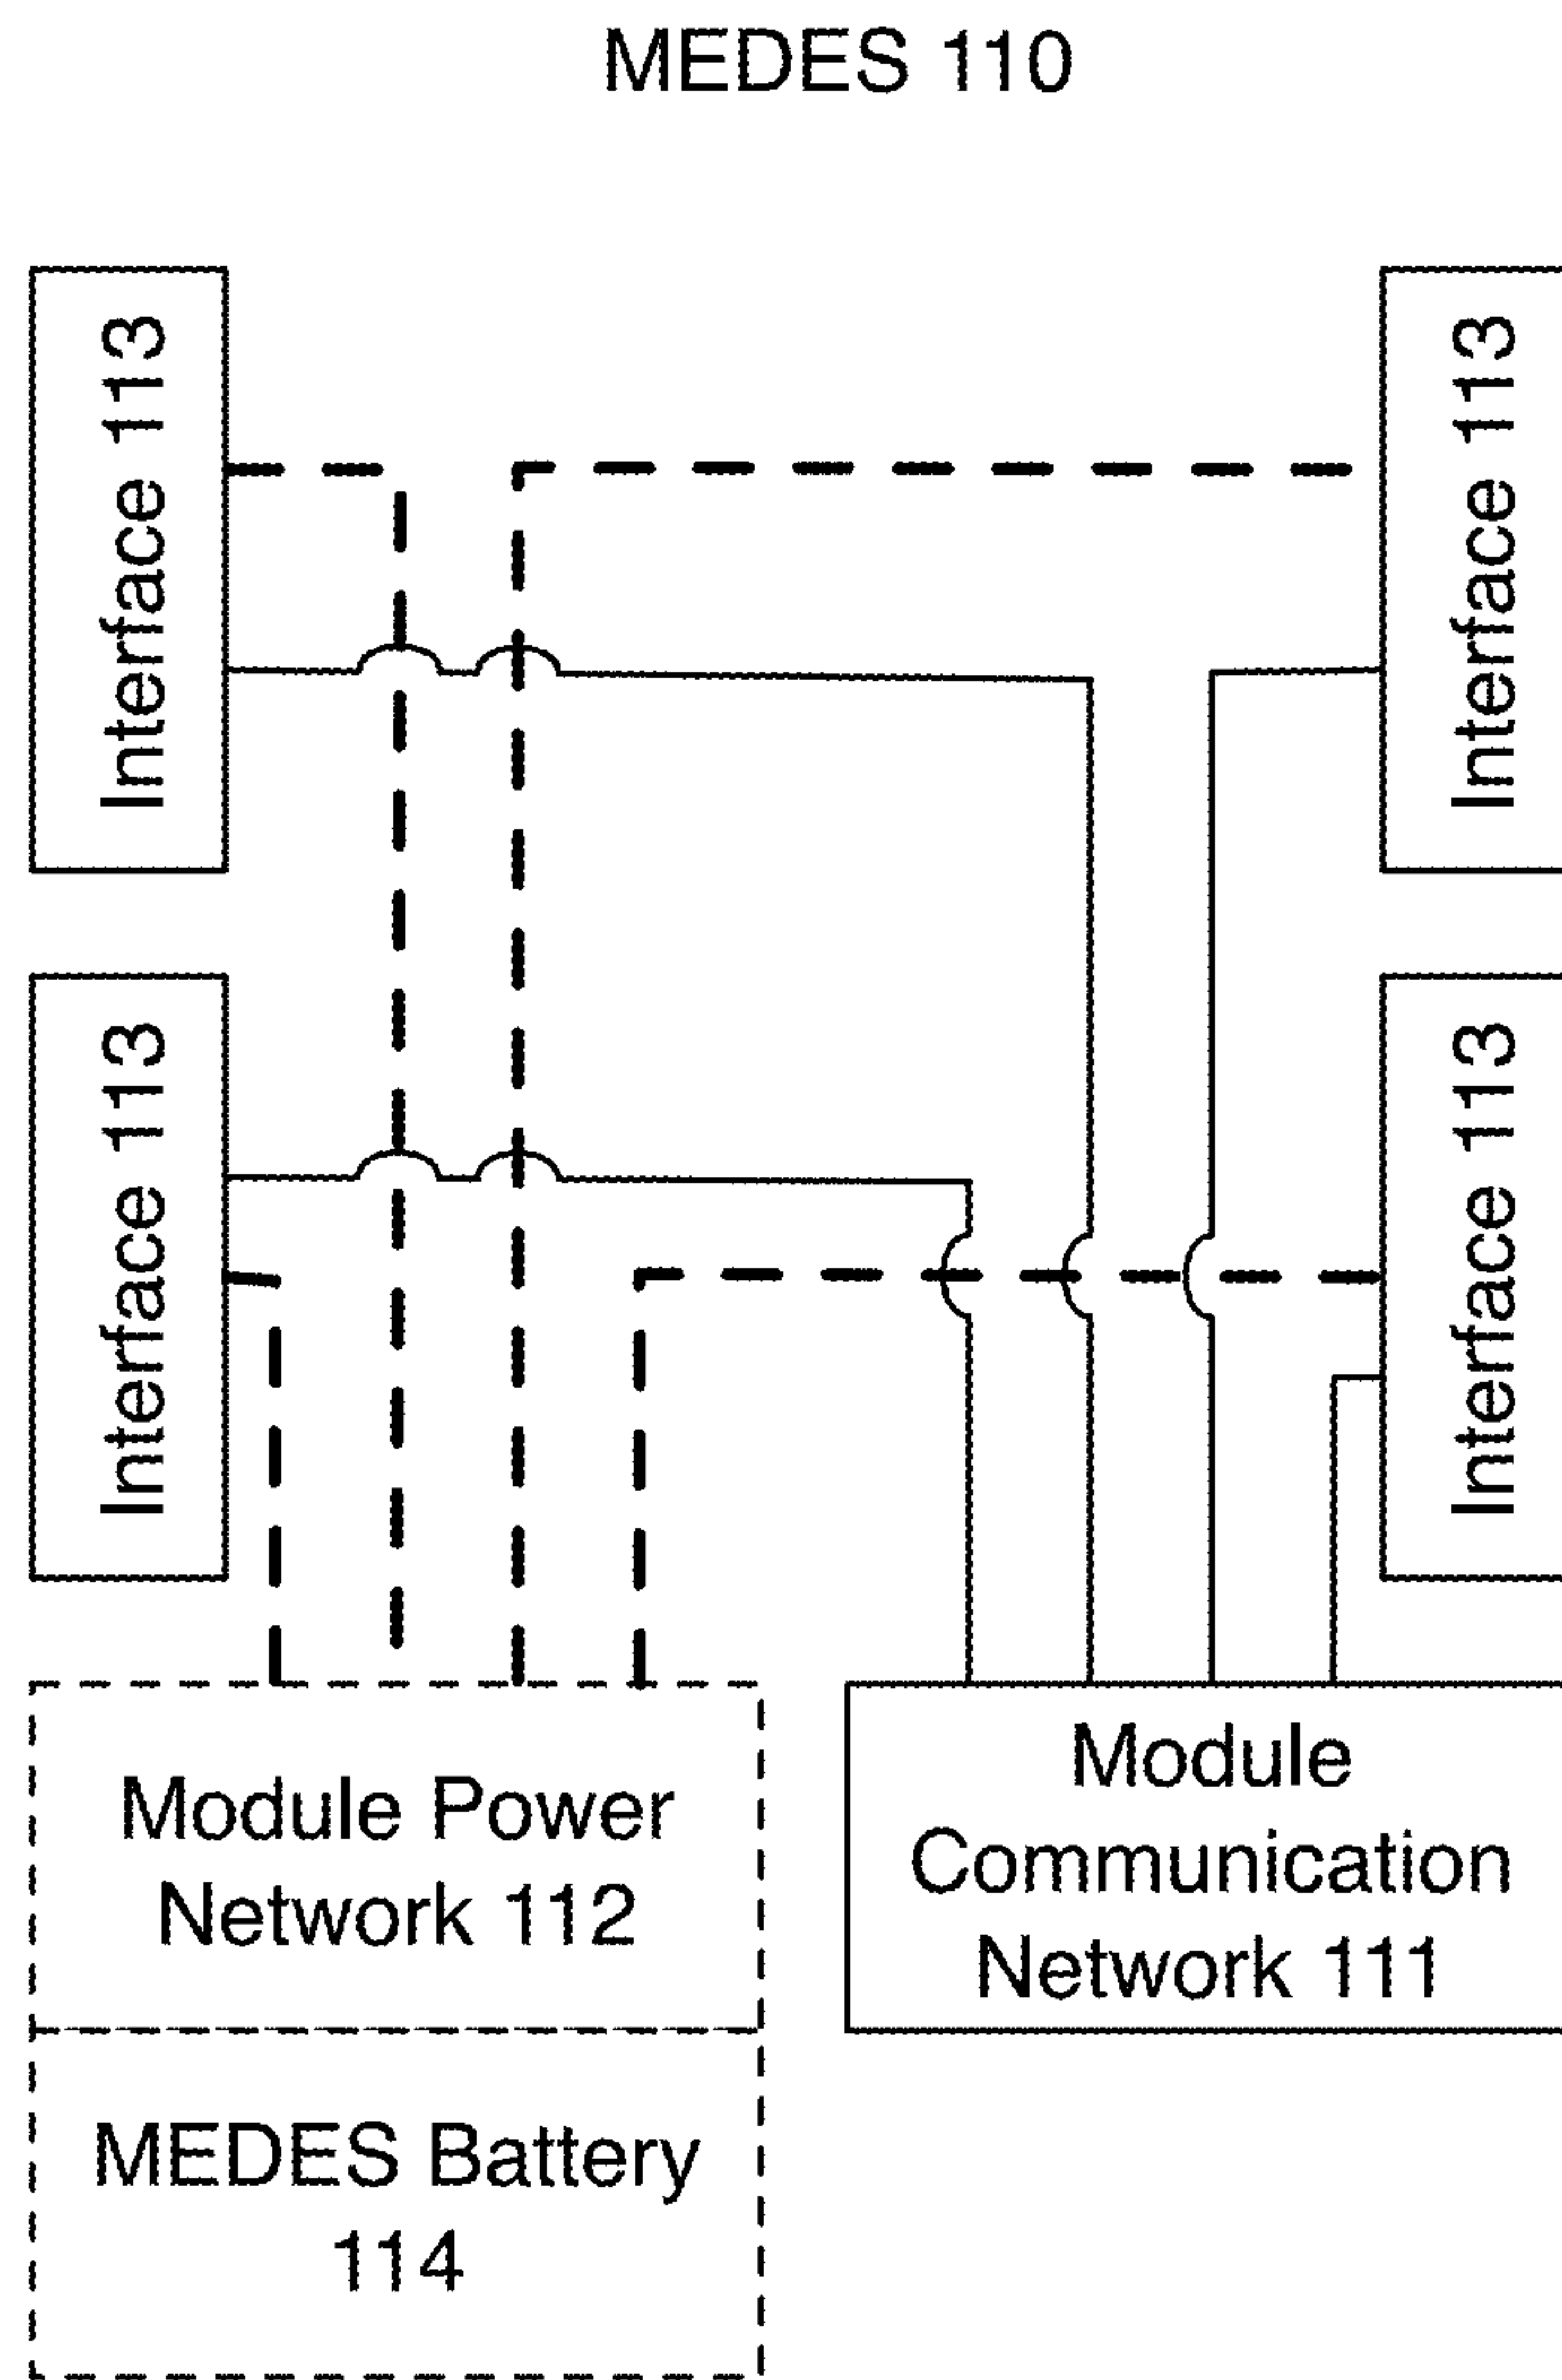 MEDES 110
Interface 113
Interface 113
Interface 113
Interface 113
Module Power
Network 112
Module
Communication
Network 111
MEDES Battery
114